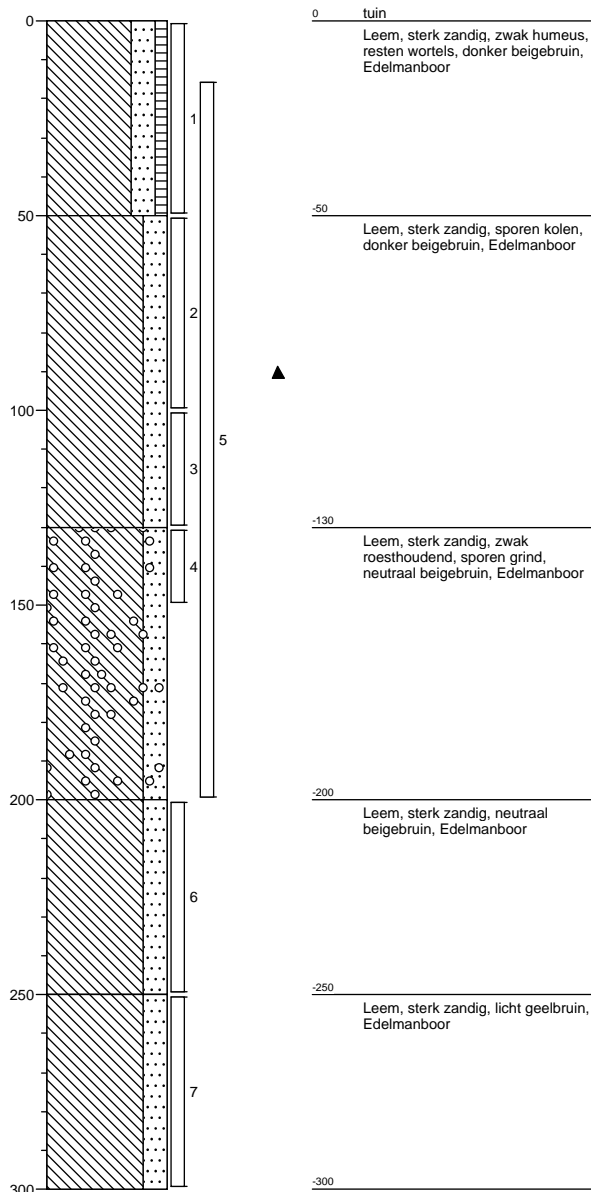 0
50
100
150
200
250
300
1
2
3
4
5
6
7
0
tuin
Leem, sterk zandig, zwak humeus,
resten wortels, donker beigebruin,
Edelmanboor
-50
Leem, sterk zandig, sporen kolen,
donker beigebruin, Edelmanboor
-130
Leem, sterk zandig, zwak
roesthoudend, sporen grind,
neutraal beigebruin, Edelmanboor
-200
Leem, sterk zandig, neutraal
beigebruin, Edelmanboor
-250
Leem, sterk zandig, licht geelbruin,
Edelmanboor
-300